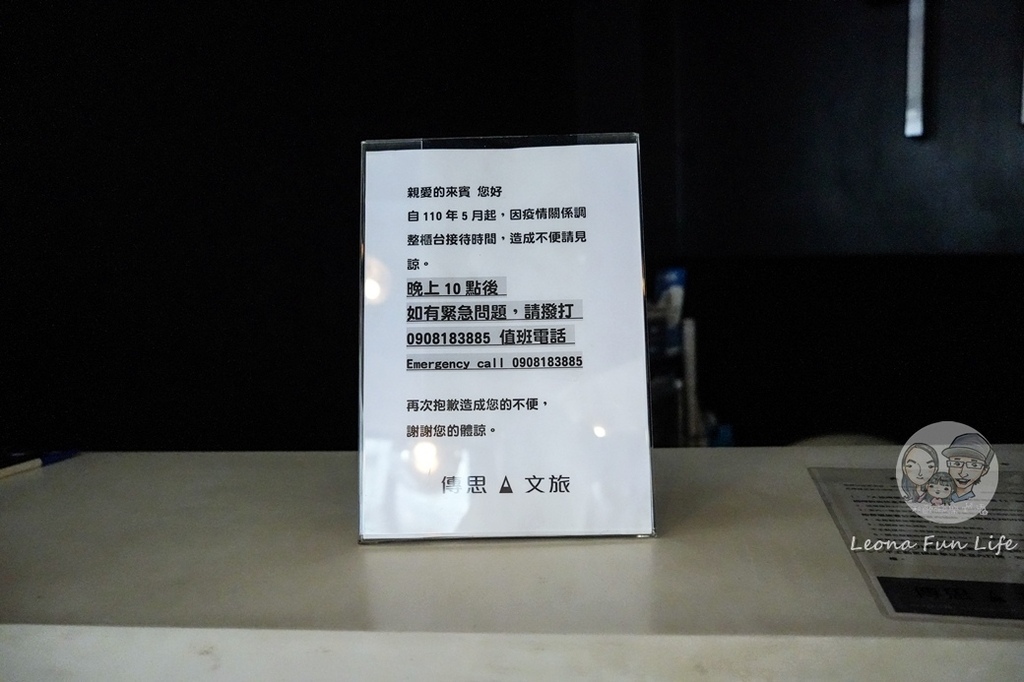 親愛的來賓 您好
自 110 年 5 月起，因疫情關係調
整櫃台接待時間，造成不便請見
諒。
晚上 10 點後
如有緊急問題，請撥打
0908183885 值班電話
Emergency call 0908183885
再次抱歉造成您的不便，
謝謝您的體諒。
傳思 文旅
Leona Fun Life